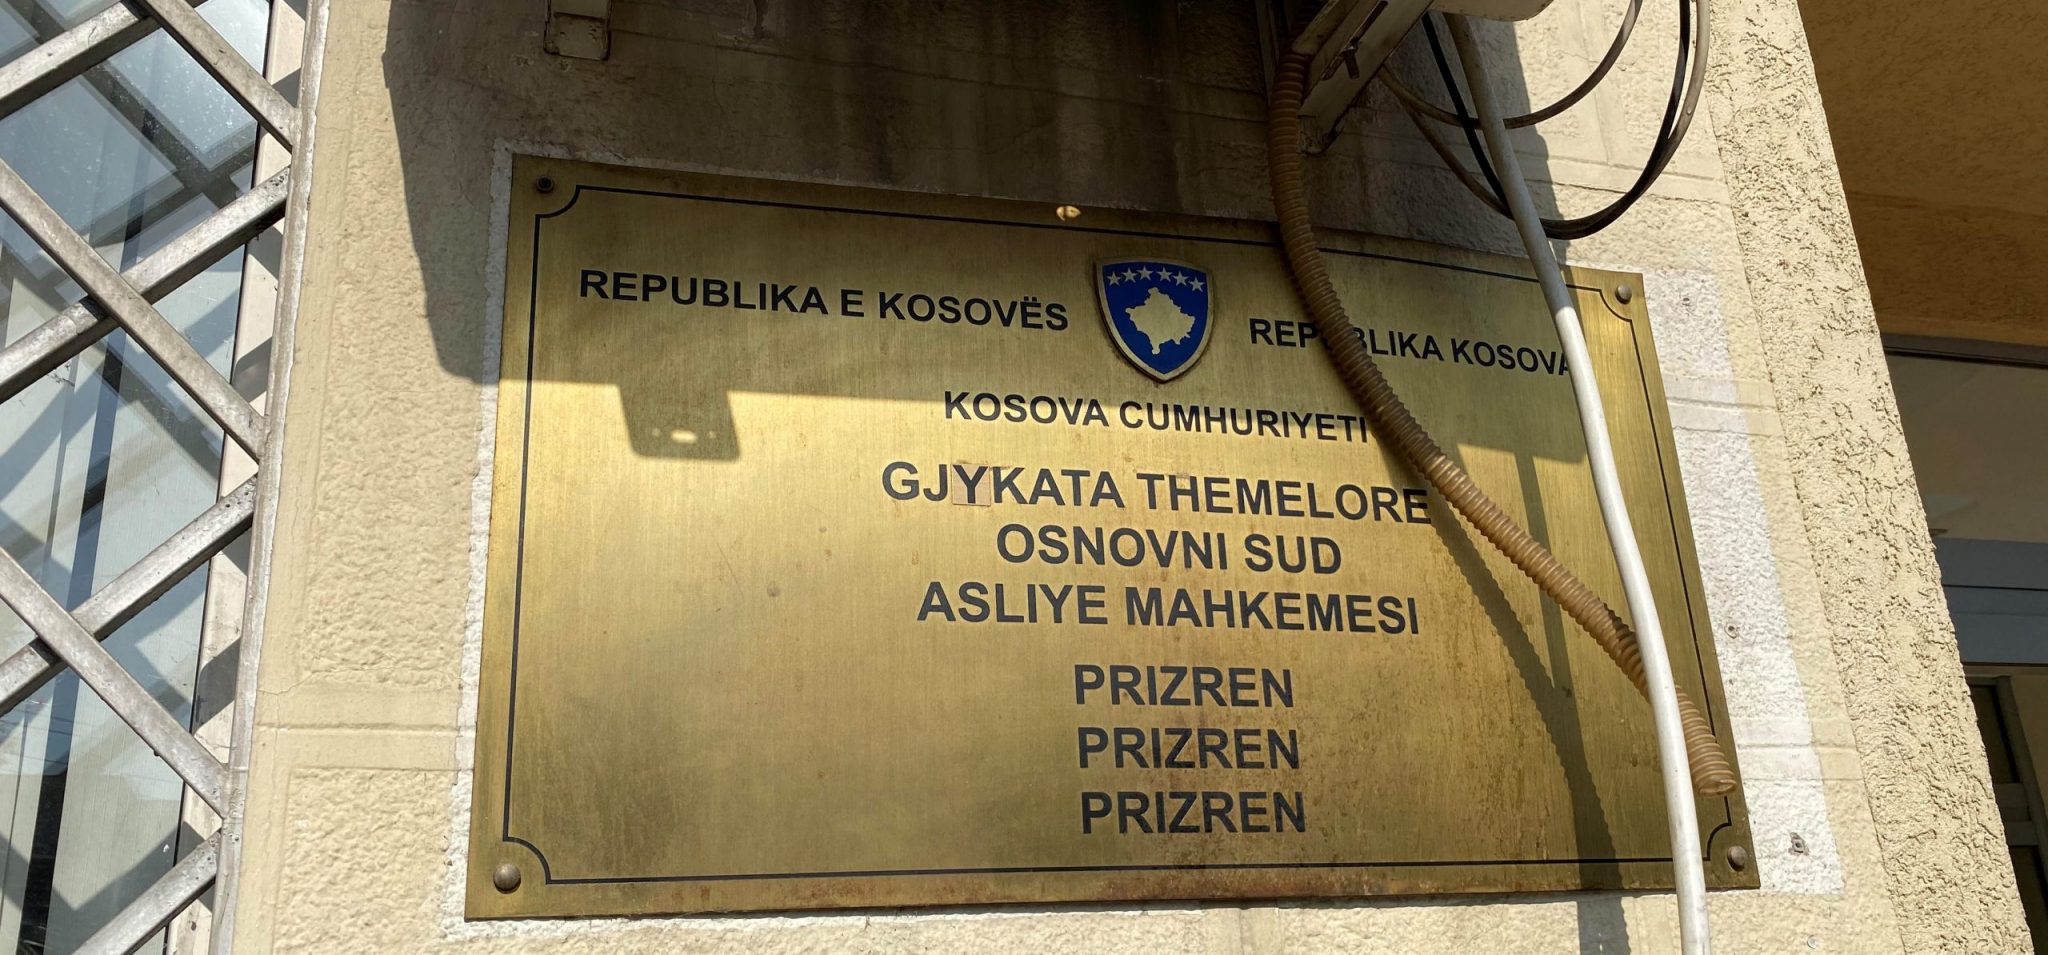 REPUBLIKA E KOSOVËS
REPUBLIKA KOSOVA
KOSOVA CUMHURIYETI
GJYKATA THEMELORE
OSNOVNI SUD
ASLIYE MAHKEMESI
PRIZREN
PRIZREN
PRIZREN